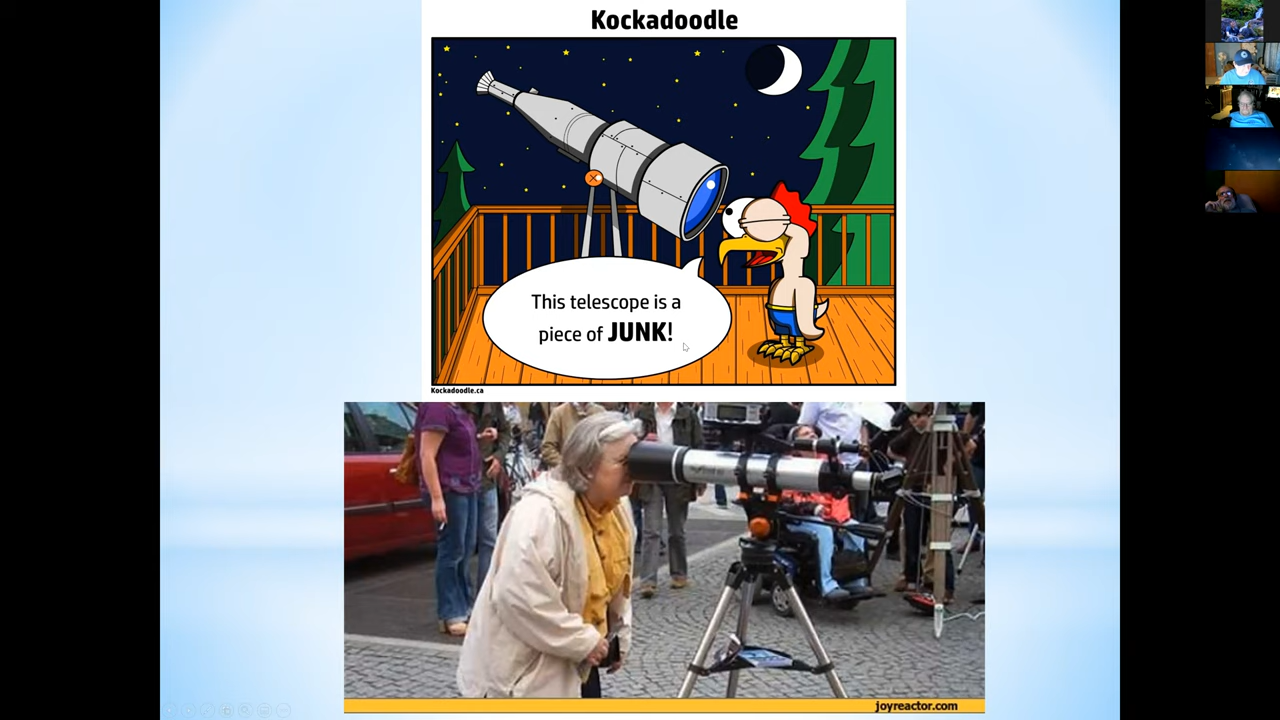 Kockadoodle
This telescope is a
piece of JUNK!
Kockadoodle.ca
joyreactor.com